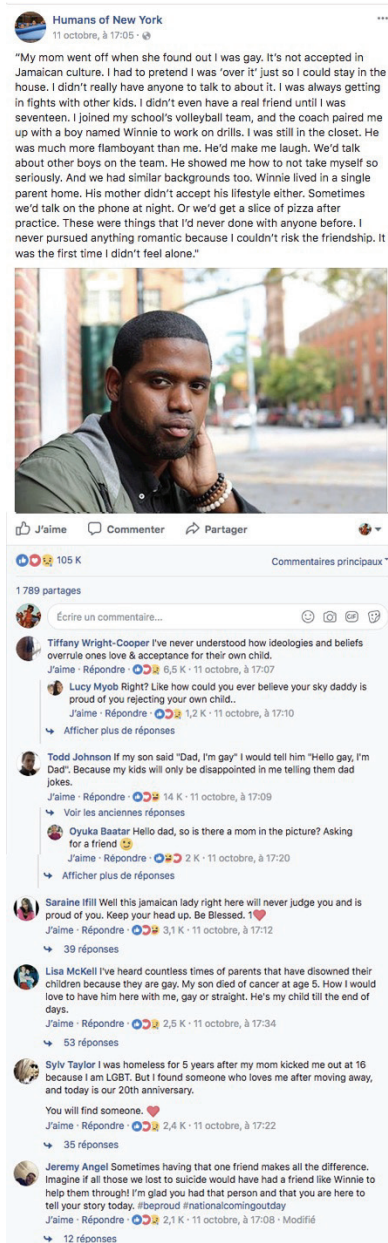 Humans of New York
11 octobre, à 17:05 ·
"My mom went off when she found out I was gay. It's not accepted in
Jamaican culture. I had to pretend I was 'over it' just so I could stay in the
house. I didn't really have anyone to talk to about it. I was always getting
in fights with other kids. I didn't even have a real friend until I was
seventeen. I joined my school's volleyball team, and the coach paired me
up with a boy named Winnie to work on drills. I was still in the closet. He
was much more flamboyant than me. He'd make me laugh. We'd talk
about other boys on the team. He showed me how to not take myself so
seriously. And we had similar backgrounds too. Winnie lived in a single
parent home. His mother didn't accept his lifestyle either. Sometimes
we'd talk on the phone at night. Or we'd get a slice of pizza after
practice. These were things that I'd never done with anyone before. I
never pursued anything romantic because I couldn't risk the friendship. It
was the first time I didn't feel alone."
J'aime Commenter Partager
105 K Commentaires principaux
1 789 partages
Écrire un commentaire... GIF
Tiffany Wright-Cooper I've never understood how ideologies and beliefs
overrule ones love & acceptance for their own child.
J'aime · Répondre · 6,5 K · 11 octobre, à 17:07
Lucy Myob Right? Like how could you ever believe your sky daddy is
proud of you rejecting your own child..
J'aime · Répondre · 1,2 K · 11 octobre, à 17:10
Afficher plus de réponses
Todd Johnson If my son said "Dad, I'm gay" I would tell him "Hello gay, I'm
Dad". Because my kids will only be disappointed in me telling them dad
jokes.
J'aime · Répondre · 14 K · 11 octobre, à 17:09
Voir les anciennes réponses
Oyuka Baatar Hello dad, so is there a mom in the picture? Asking
for a friend 😉
J'aime · Répondre · 2 K · 11 octobre, à 17:20
Afficher plus de réponses
Saraine Ifill Well this jamaican lady right here will never judge you and is
proud of you. Keep your head up. Be Blessed. 1❤️
J'aime · Répondre · 3,1 K · 11 octobre, à 17:12
39 réponses
Lisa McKell I've heard countless times of parents that have disowned their
children because they are gay. My son died of cancer at age 5. How I would
love to have him here with me, gay or straight. He's my child till the end of
days.
J'aime · Répondre · 2,5 K · 11 octobre, à 17:34
53 réponses
Sylv Taylor I was homeless for 5 years after my mom kicked me out at 16
because I am LGBT. But I found someone who loves me after moving away,
and today is our 20th anniversary.
You will find someone. ❤️
J'aime · Répondre · 2,4 K · 11 octobre, à 17:22
35 réponses
Jeremy Angel Sometimes having that one friend makes all the difference.
Imagine if all those we lost to suicide would have had a friend like Winnie to
help them through! I'm glad you had that person and that you are here to
tell your story today. #beproud #nationalcomingoutday
J'aime · Répondre · 2,1 K · 11 octobre, à 17:08 · Modifié
12 réponses